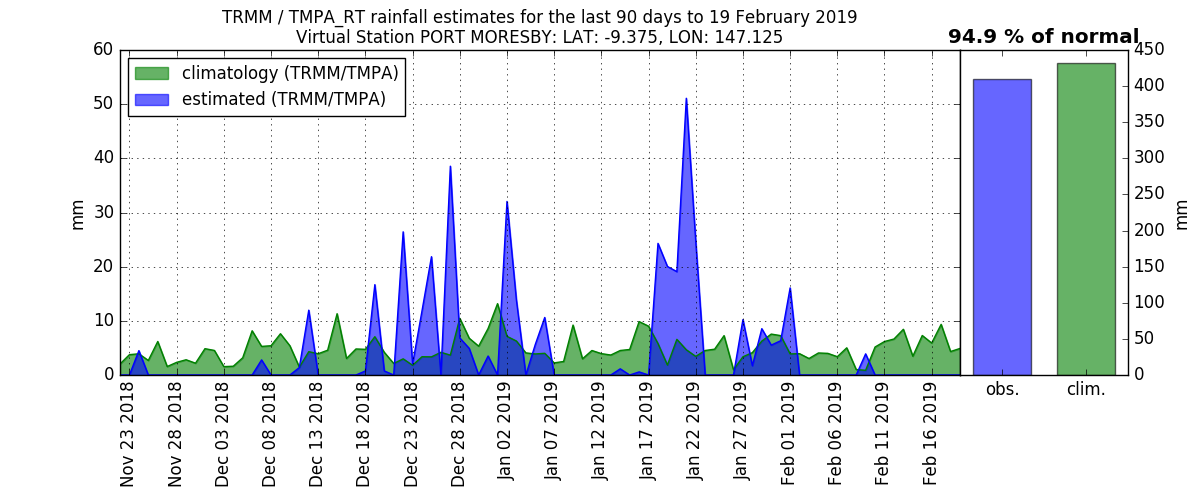 TRMM / TMPA_RT rainfall estimates for the last 90 days to 19 February 2019
Virtual Station PORT MORESBY: LAT: -9.375, LON: 147.125
94.9 % of normal
climatology (TRMM/TMPA)
estimated (TRMM/TMPA)
60
50
40
30
20
10
0
mm
450
400
350
300
250
200
150
100
50
0
mm
Nov 23 2018
Nov 28 2018
Dec 03 2018
Dec 08 2018
Dec 13 2018
Dec 18 2018
Dec 23 2018
Dec 28 2018
Jan 02 2019
Jan 07 2019
Jan 12 2019
Jan 17 2019
Jan 22 2019
Jan 27 2019
Feb 01 2019
Feb 06 2019
Feb 11 2019
Feb 16 2019
obs.
clim.